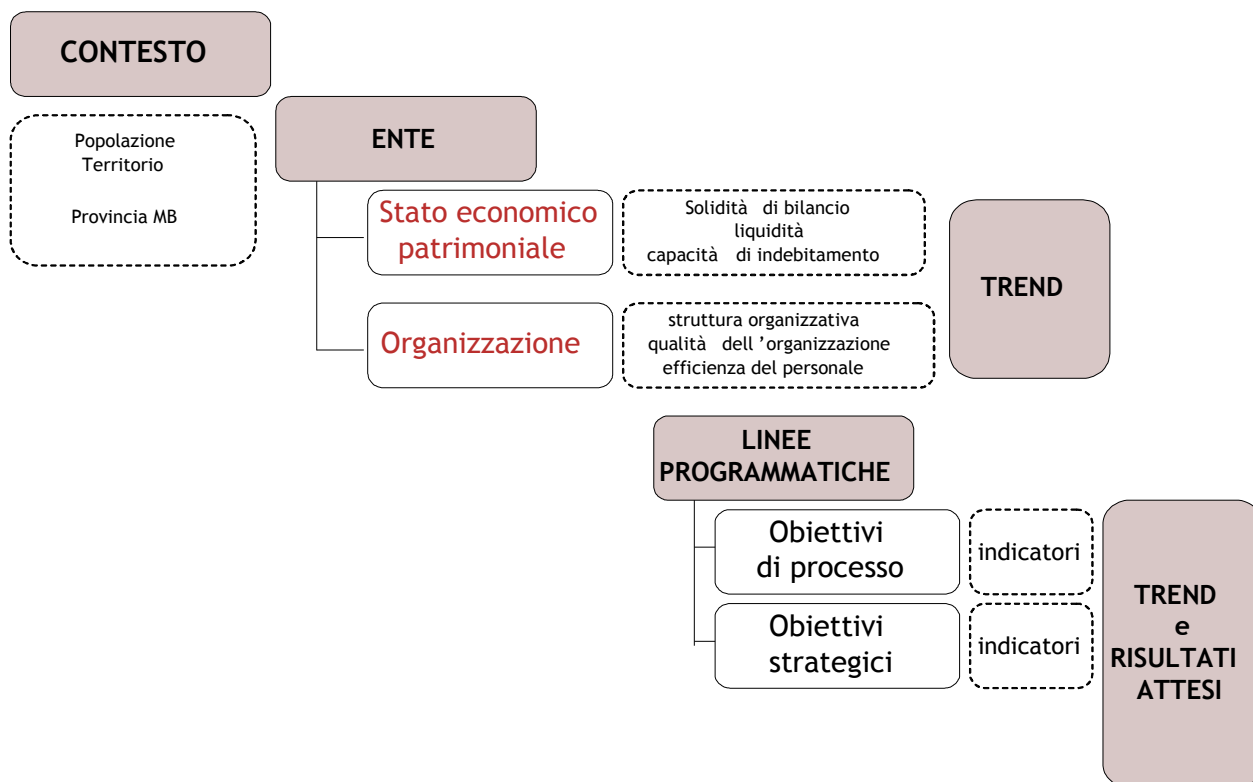 CONTESTO
Popolazione
Territorio
Provincia MB
ENTE
Stato economico
patrimoniale
Solidità di bilancio
liquidità
capacità di indebitamento
Organizzazione
struttura organizzativa
qualità dell ’organizzazione
efficienza del personale
TREND
LINEE
PROGRAMMATICHE
Obiettivi
di processo
indicatori
Obiettivi
strategici
indicatori
TREND
e
RISULTATI
ATTESI